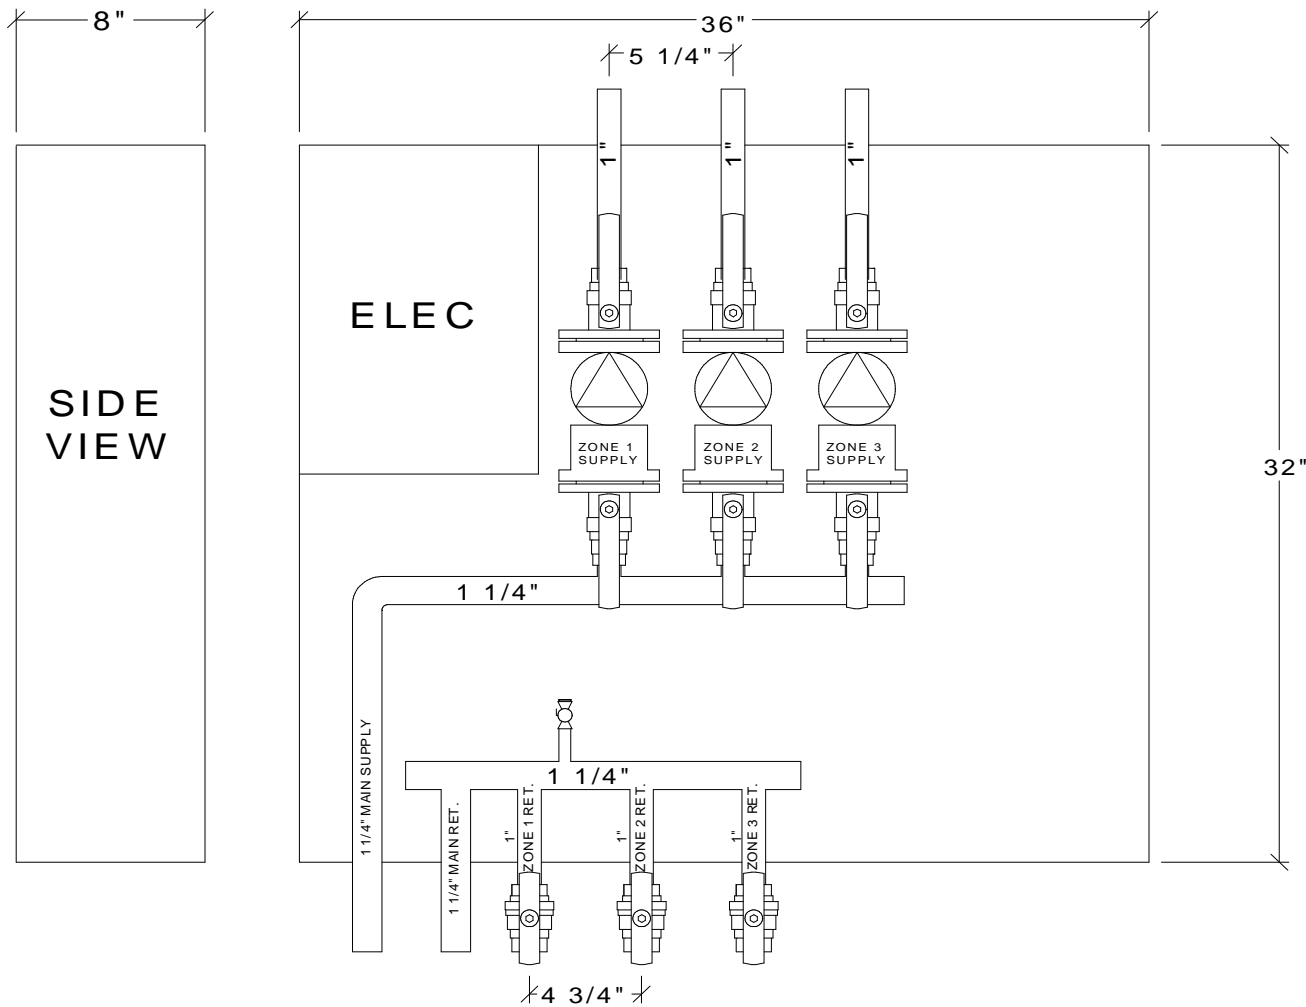 8"
36"
5 1/4"
1"
1"
1"
ELEC
SIDE
VIEW
ZONE 1
SUPPLY
ZONE 2
SUPPLY
ZONE 3
SUPPLY
32"
1 1/4"
1 1/4" MAIN SUPPLY
1 1/4"
1 1/4" MAIN RET.
1"
ZONE 1 RET.
1"
ZONE 2 RET.
1"
ZONE 3 RET.
4 3/4"